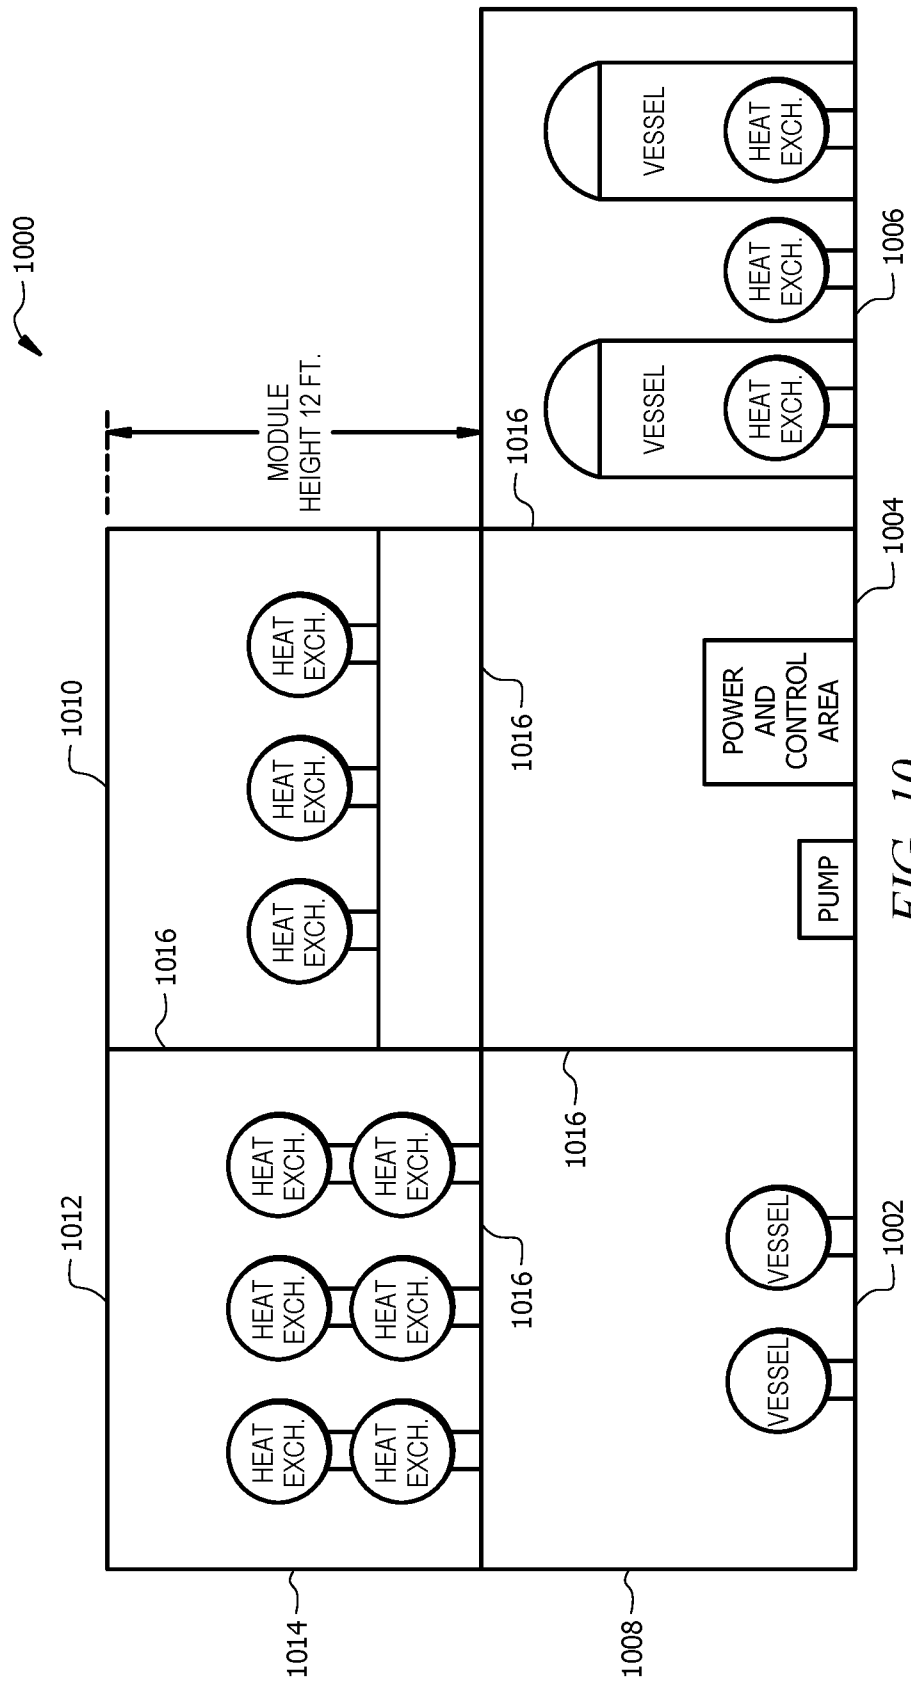 1000
1012
1010
1016
MODULE
HEIGHT 12 FT.
HEAT
EXCH.
HEAT
EXCH.
HEAT
EXCH.
HEAT
EXCH.
HEAT
EXCH.
HEAT
EXCH.
1014
HEAT
EXCH.
HEAT
EXCH.
HEAT
EXCH.
1016
1016
1016
1016
1008
VESSEL
VESSEL
VESSEL
VESSEL
PUMP
POWER
AND
CONTROL
AREA
HEAT
EXCH.
HEAT
EXCH.
HEAT
EXCH.
1002
1004
1006
FIG. 10